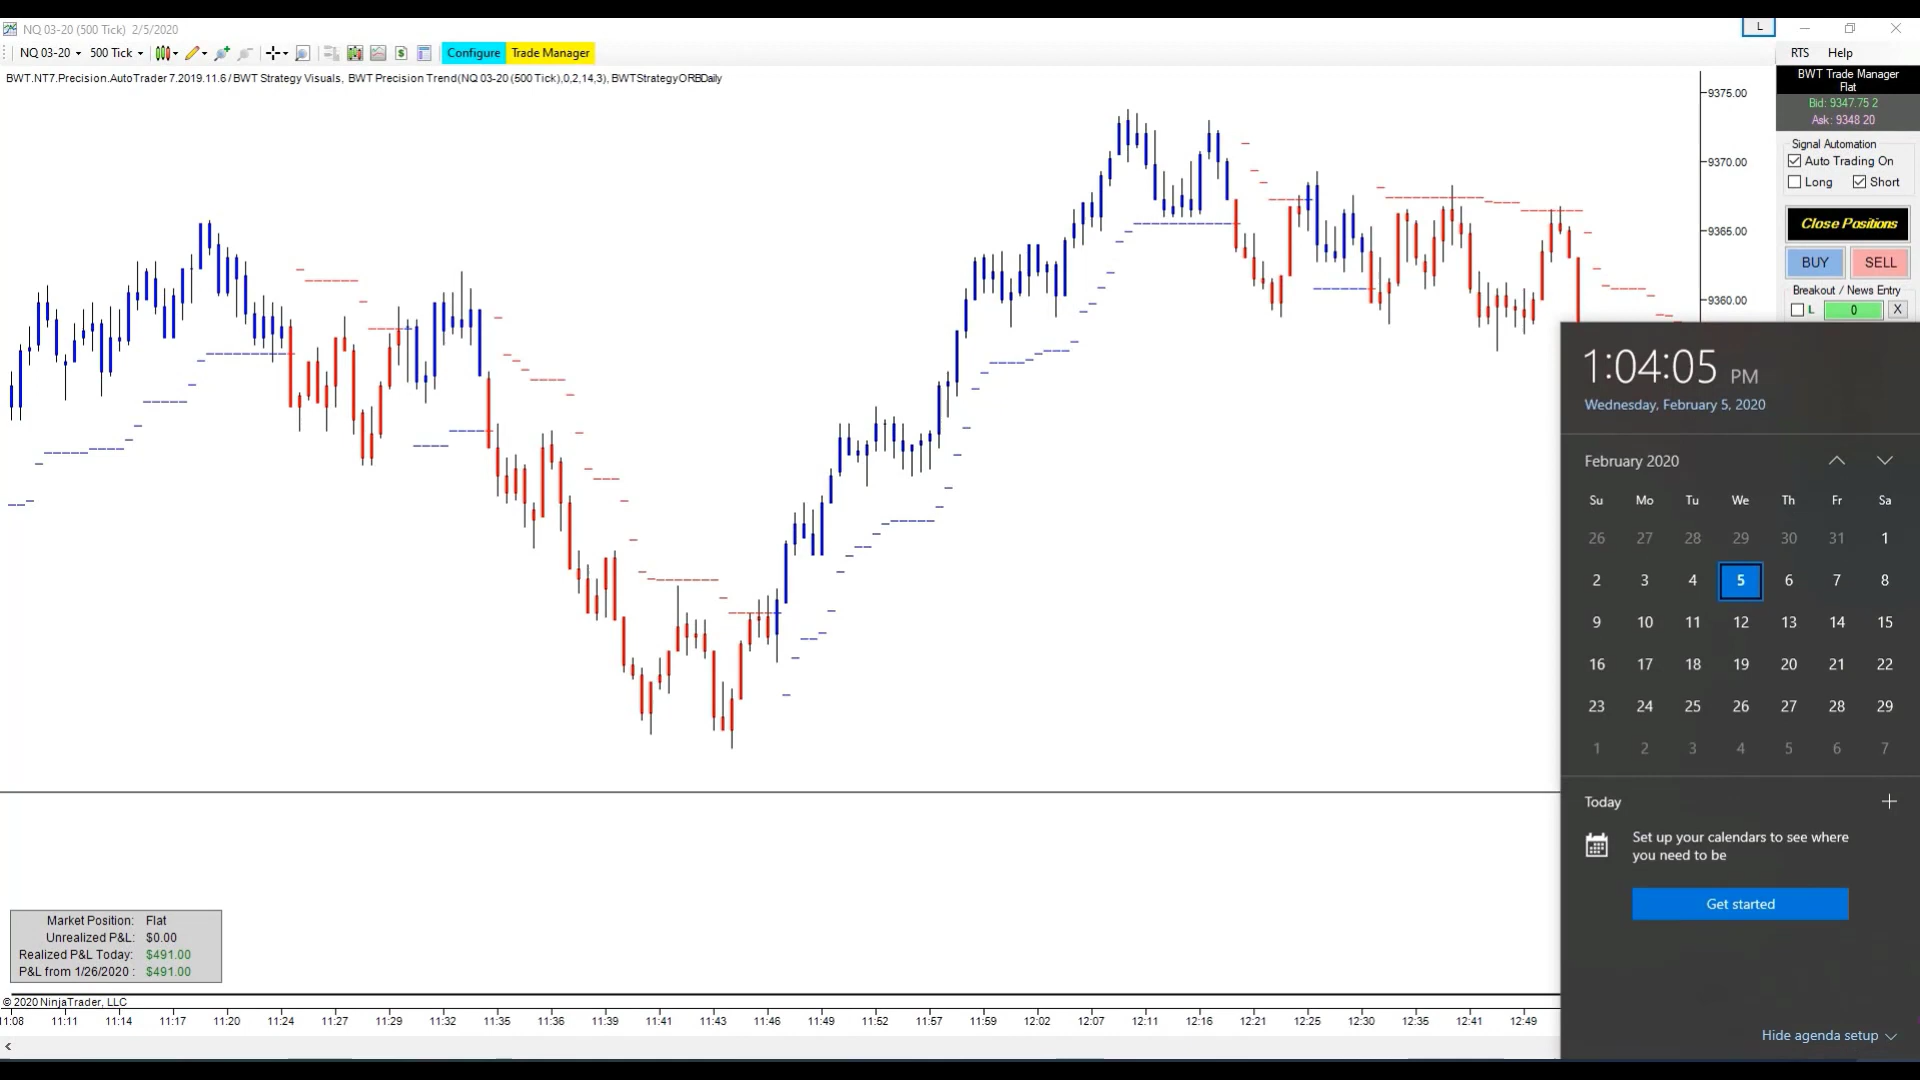 NQ 03-20 (500 Tick)  2/5/2020
L
NQ 03-20 500 Tick Configure Trade Manager
RTS Help
BWT.NT7.Precision.AutoTrader 7.2019.11.6 / BWT Strategy Visuals, BWT Precision Trend(NQ 03-20 (500 Tick),0,2,14,3), BWTStrategyORBDaily
BWT Trade Manager
Flat
Bid: 9347.75 2
Ask: 9348 20
Signal Automation
Auto Trading On
Long Short
Close Positions
BUY SELL
Breakout / News Entry
L 0 X
9375.00
9370.00
9365.00
9360.00
1:04:05 PM
Wednesday, February 5, 2020
February 2020
Su Mo Tu We Th Fr Sa
26 27 28 29 30 31 1
2 3 4 5 6 7 8
9 10 11 12 13 14 15
16 17 18 19 20 21 22
23 24 25 26 27 28 29
1 2 3 4 5 6 7
Today
Set up your calendars to see where
you need to be
Get started
Hide agenda setup
Market Position: Flat
Unrealized P&L: $0.00
Realized P&L Today: $491.00
P&L from 1/26/2020 : $491.00
© 2020 NinjaTrader, LLC
11:08 11:11 11:14 11:17 11:20 11:24 11:27 11:29 11:32 11:35 11:36 11:39 11:41 11:43 11:46 11:49 11:52 11:57 11:59 12:02 12:07 12:11 12:16 12:21 12:25 12:30 12:35 12:41 12:49